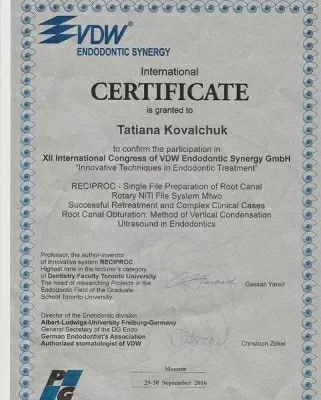 VDW
ENDODONTIC SYNERGY
International
CERTIFICATE
is granted to
Tatiana Kovalchuk
to confirm the participation in
XII International Congress of VDW Endodontic Synergy GmbH
"Innovative Techniques in Endodontic Treatment"
RECIPROC - Single File Preparation of Root Canal
Rotary NiTi File System Mtwo
Successful Retreatment and Complex Clinical Cases
Root Canal Obturation: Method of Vertical Condensation
Ultrasound in Endodontics
Professor, the author-inventor
of innovative system RECIPROC
Highest rank in the lecturer's category
of Dentistry Faculty Toronto University
The head of researching Projects in the
Endodontic Field of the Graduate
School Toronto University.
Gassan Yared
Director of the Endodontic division
Albert-Ludwigs-University Freiburg-Germany
General Secretary of the DG Endo
German Endodontist's Association
Authorized stomatologist of VDW
Christoph Zirkel
Moscow
29-30 September 2016